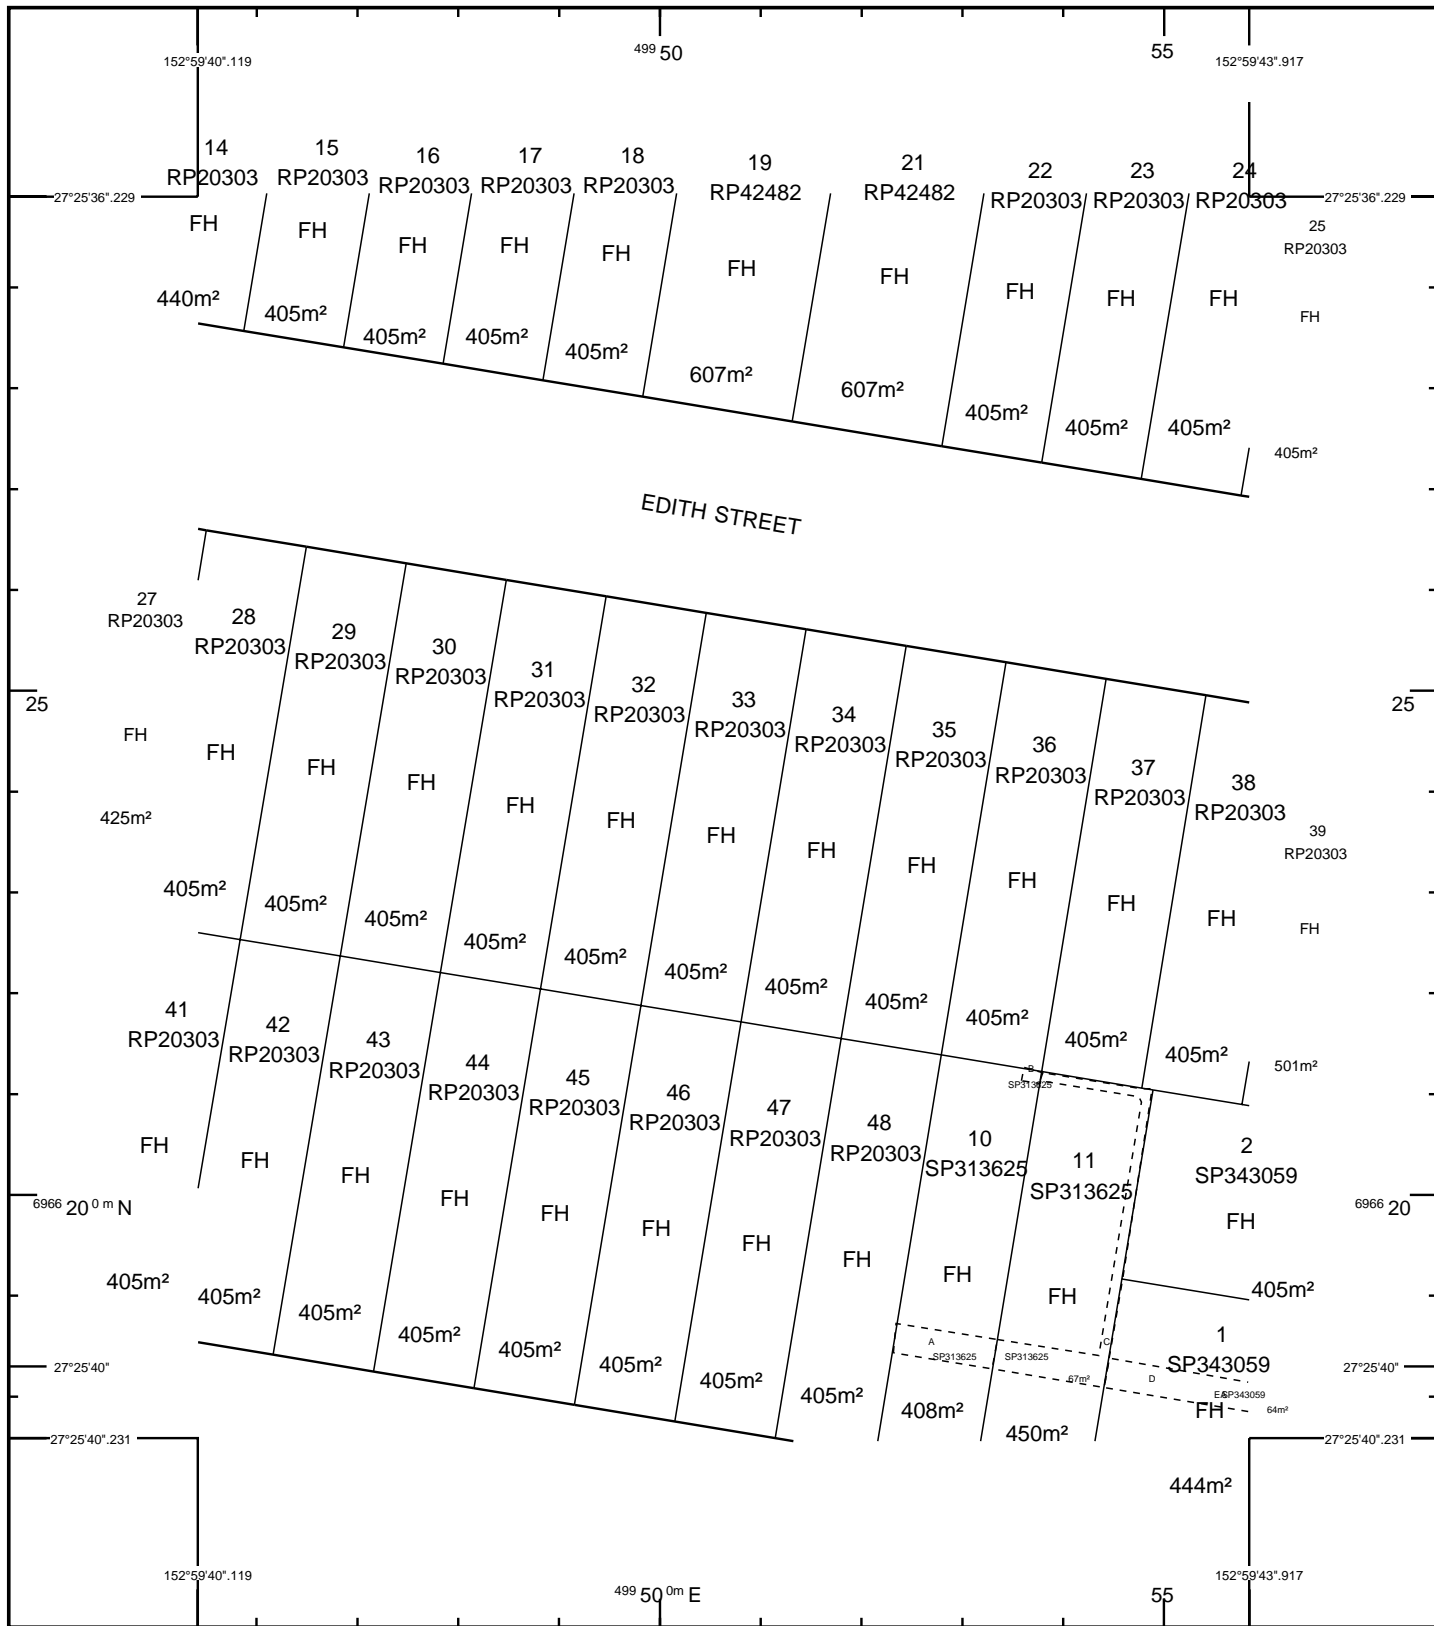 499 50
55
152°59'40".119
152°59'43".917
14
RP20303
15
RP20303
16
RP20303
17
RP20303
18
RP20303
19
RP42482
21
RP42482
22
RP20303
23
RP20303
24
RP20303
27°25'36".229
27°25'36".229
25
RP20303
FH
FH
FH
FH
FH
FH
FH
FH
FH
FH
FH
440m²
405m²
405m²
405m²
405m²
607m²
607m²
405m²
405m²
405m²
405m²
EDITH STREET
27
RP20303
28
RP20303
29
RP20303
30
RP20303
31
RP20303
32
RP20303
33
RP20303
34
RP20303
35
RP20303
36
RP20303
37
RP20303
38
RP20303
39
RP20303
25
25
FH
FH
FH
FH
FH
FH
FH
FH
FH
FH
FH
FH
FH
425m²
405m²
405m²
405m²
405m²
405m²
405m²
405m²
405m²
405m²
405m²
405m²
501m²
41
RP20303
42
RP20303
43
RP20303
44
RP20303
45
RP20303
46
RP20303
47
RP20303
48
RP20303
B
SP313625
10
SP313625
11
SP313625
2
SP343059
FH
FH
FH
FH
FH
FH
FH
FH
FH
FH
FH
6966 20 0 m N
6966 20
405m²
405m²
405m²
405m²
405m²
405m²
405m²
405m²
408m²
450m²
405m²
1
SP343059
A
SP313625
SP313625
C
67m²
D
SP343059
64m²
FH
27°25'40"
27°25'40"
27°25'40".231
27°25'40".231
444m²
152°59'40".119
152°59'43".917
499 50 0m E
55